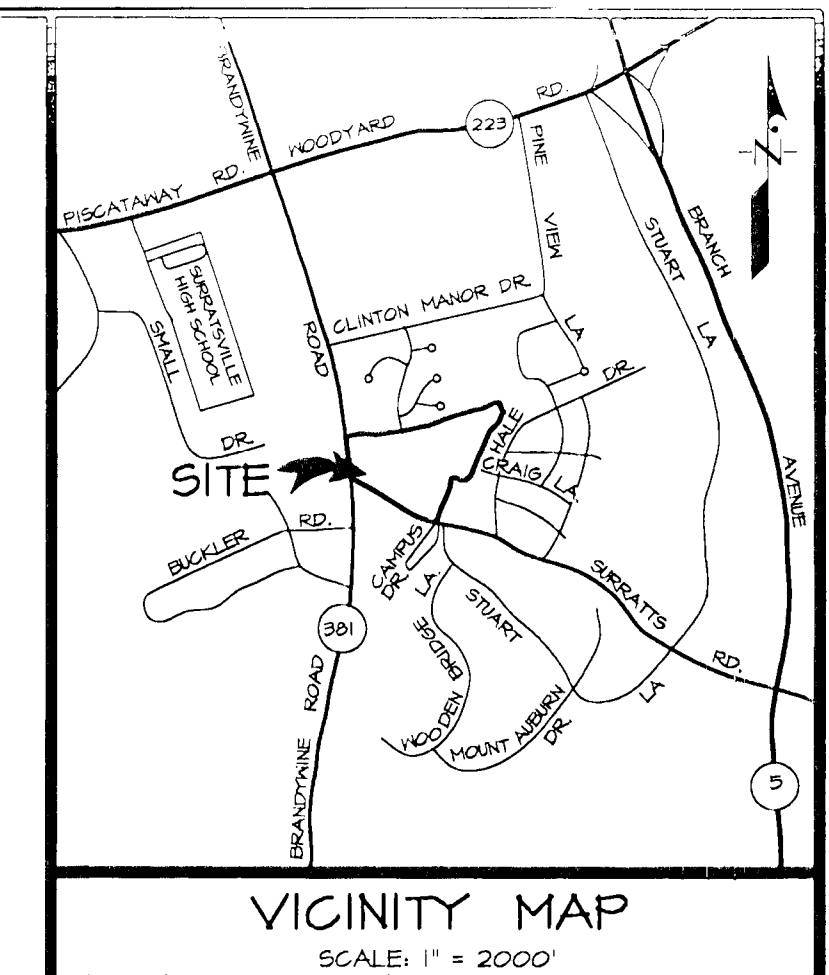 BRANDYWINE
ROAD
WOODYARD
RD.
223
PISCATAWAY
RD.
PINE
VIEW
LA
STUART
LA
BRANCH
AVENUE
SURRATSVILLE
HIGH SCHOOL
SMALL
DR.
CLINTON MANOR DR.
DR.
HALE
CRAIG LA.
SITE
BUCKLER
RD.
CAMPUS
DR.
SURRATTS
RD.
381
WOODEN
BRIDGE
LA.
STUART
LA
MOUNT AUBURN
DR.
BRANDYWINE
ROAD
5
N
VICINITY MAP
SCALE: 1" = 2000'